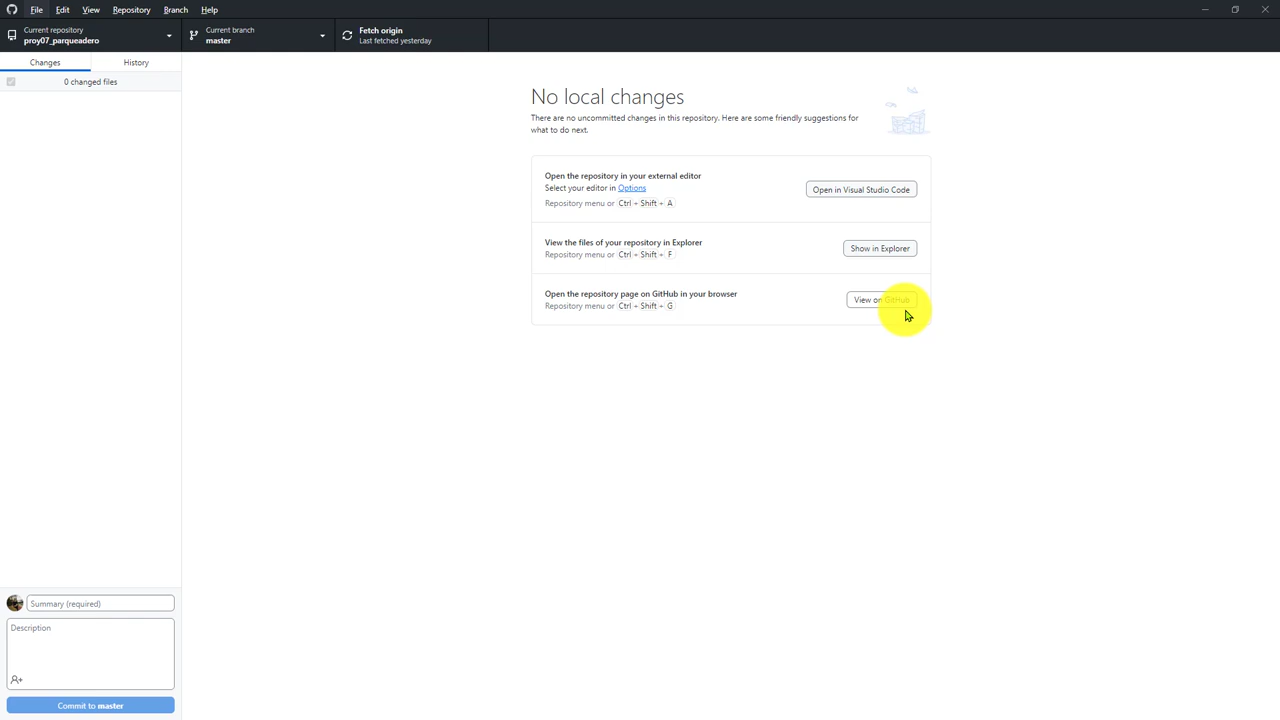 File Edit View Repository Branch Help
Current repository
proy07_parqueadero
Current branch
master
Fetch origin
Last fetched yesterday
Changes History
0 changed files
No local changes
There are no uncommitted changes in this repository. Here are some friendly suggestions for
what to do next.
Open the repository in your external editor
Select your editor in Options
Repository menu or Ctrl + Shift + A
Open in Visual Studio Code
View the files of your repository in Explorer
Repository menu or Ctrl + Shift + F
Show in Explorer
Open the repository page on GitHub in your browser
Repository menu or Ctrl + Shift + G
View on GitHub
Summary (required)
Description
Commit to master